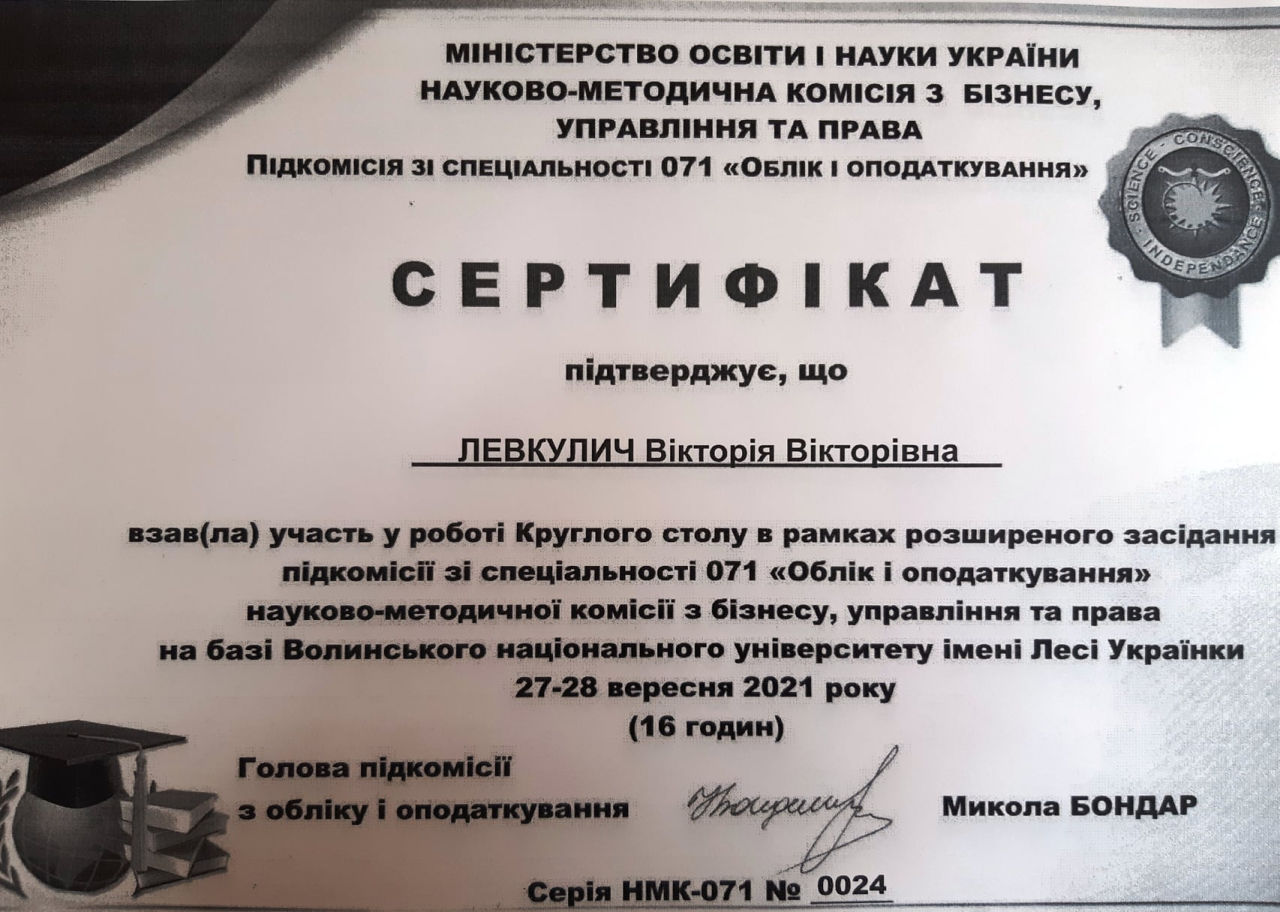 МІНІСТЕРСТВО ОСВІТИ І НАУКИ УКРАЇНИ
НАУКОВО-МЕТОДИЧНА КОМІСІЯ З БІЗНЕСУ,
УПРАВЛІННЯ ТА ПРАВА
ПІДКОМІСІЯ ЗІ СПЕЦІАЛЬНОСТІ 071 «ОБЛІК І ОПОДАТКУВАННЯ»
SCIENCE · CONSCIENCE · INDEPENDANCE
СЕРТИФІКАТ
підтверджує, що
ЛЕВКУЛИЧ Вікторія Вікторівна
взав(ла) участь у роботі Круглого столу в рамках розширеного засідання
підкомісії зі спеціальності 071 «Облік і оподаткування»
науково-методичної комісії з бізнесу, управління та права
на базі Волинського національного університету імені Лесі Українки
27-28 вересня 2021 року
(16 годин)
Голова підкомісії
з обліку і оподаткування
Микола БОНДАР
Серія НМК-071 № 0024